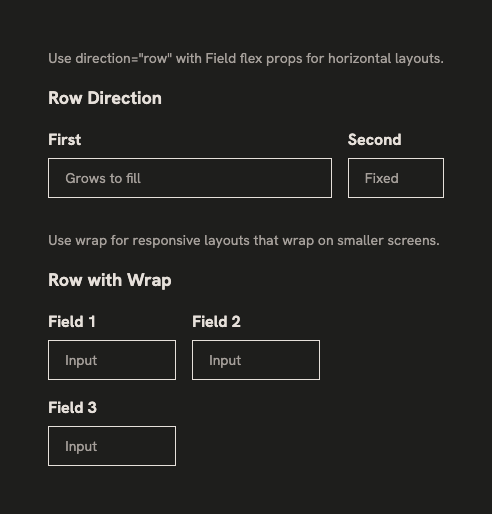 Use direction="row" with Field flex props for horizontal layouts.
Row Direction
First Second
Grows to fill Fixed
Use wrap for responsive layouts that wrap on smaller screens.
Row with Wrap
Field 1 Field 2
Input Input
Field 3
Input